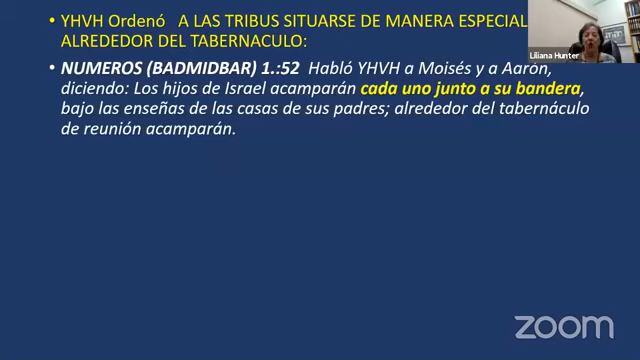 YHVH Ordenó A LAS TRIBUS SITUARSE DE MANERA ESPECIAL
ALREDEDOR DEL TABERNACULO:
NUMEROS (BADMIDBAR) 1.:52 Habló YHVH a Moisés y a Aarón,
diciendo: Los hijos de Israel acamparán cada uno junto a su bandera,
bajo las enseñas de las casas de sus padres; alrededor del tabernáculo
de reunión acamparán.
Liliana Hunter
zoom